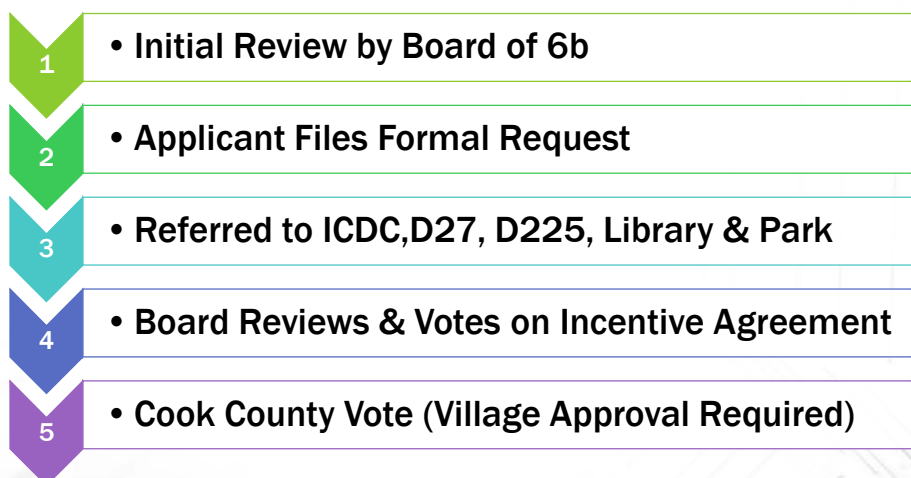 1 • Initial Review by Board of 6b
2 • Applicant Files Formal Request
3 • Referred to ICDC,D27, D225, Library & Park
4 • Board Reviews & Votes on Incentive Agreement
5 • Cook County Vote (Village Approval Required)